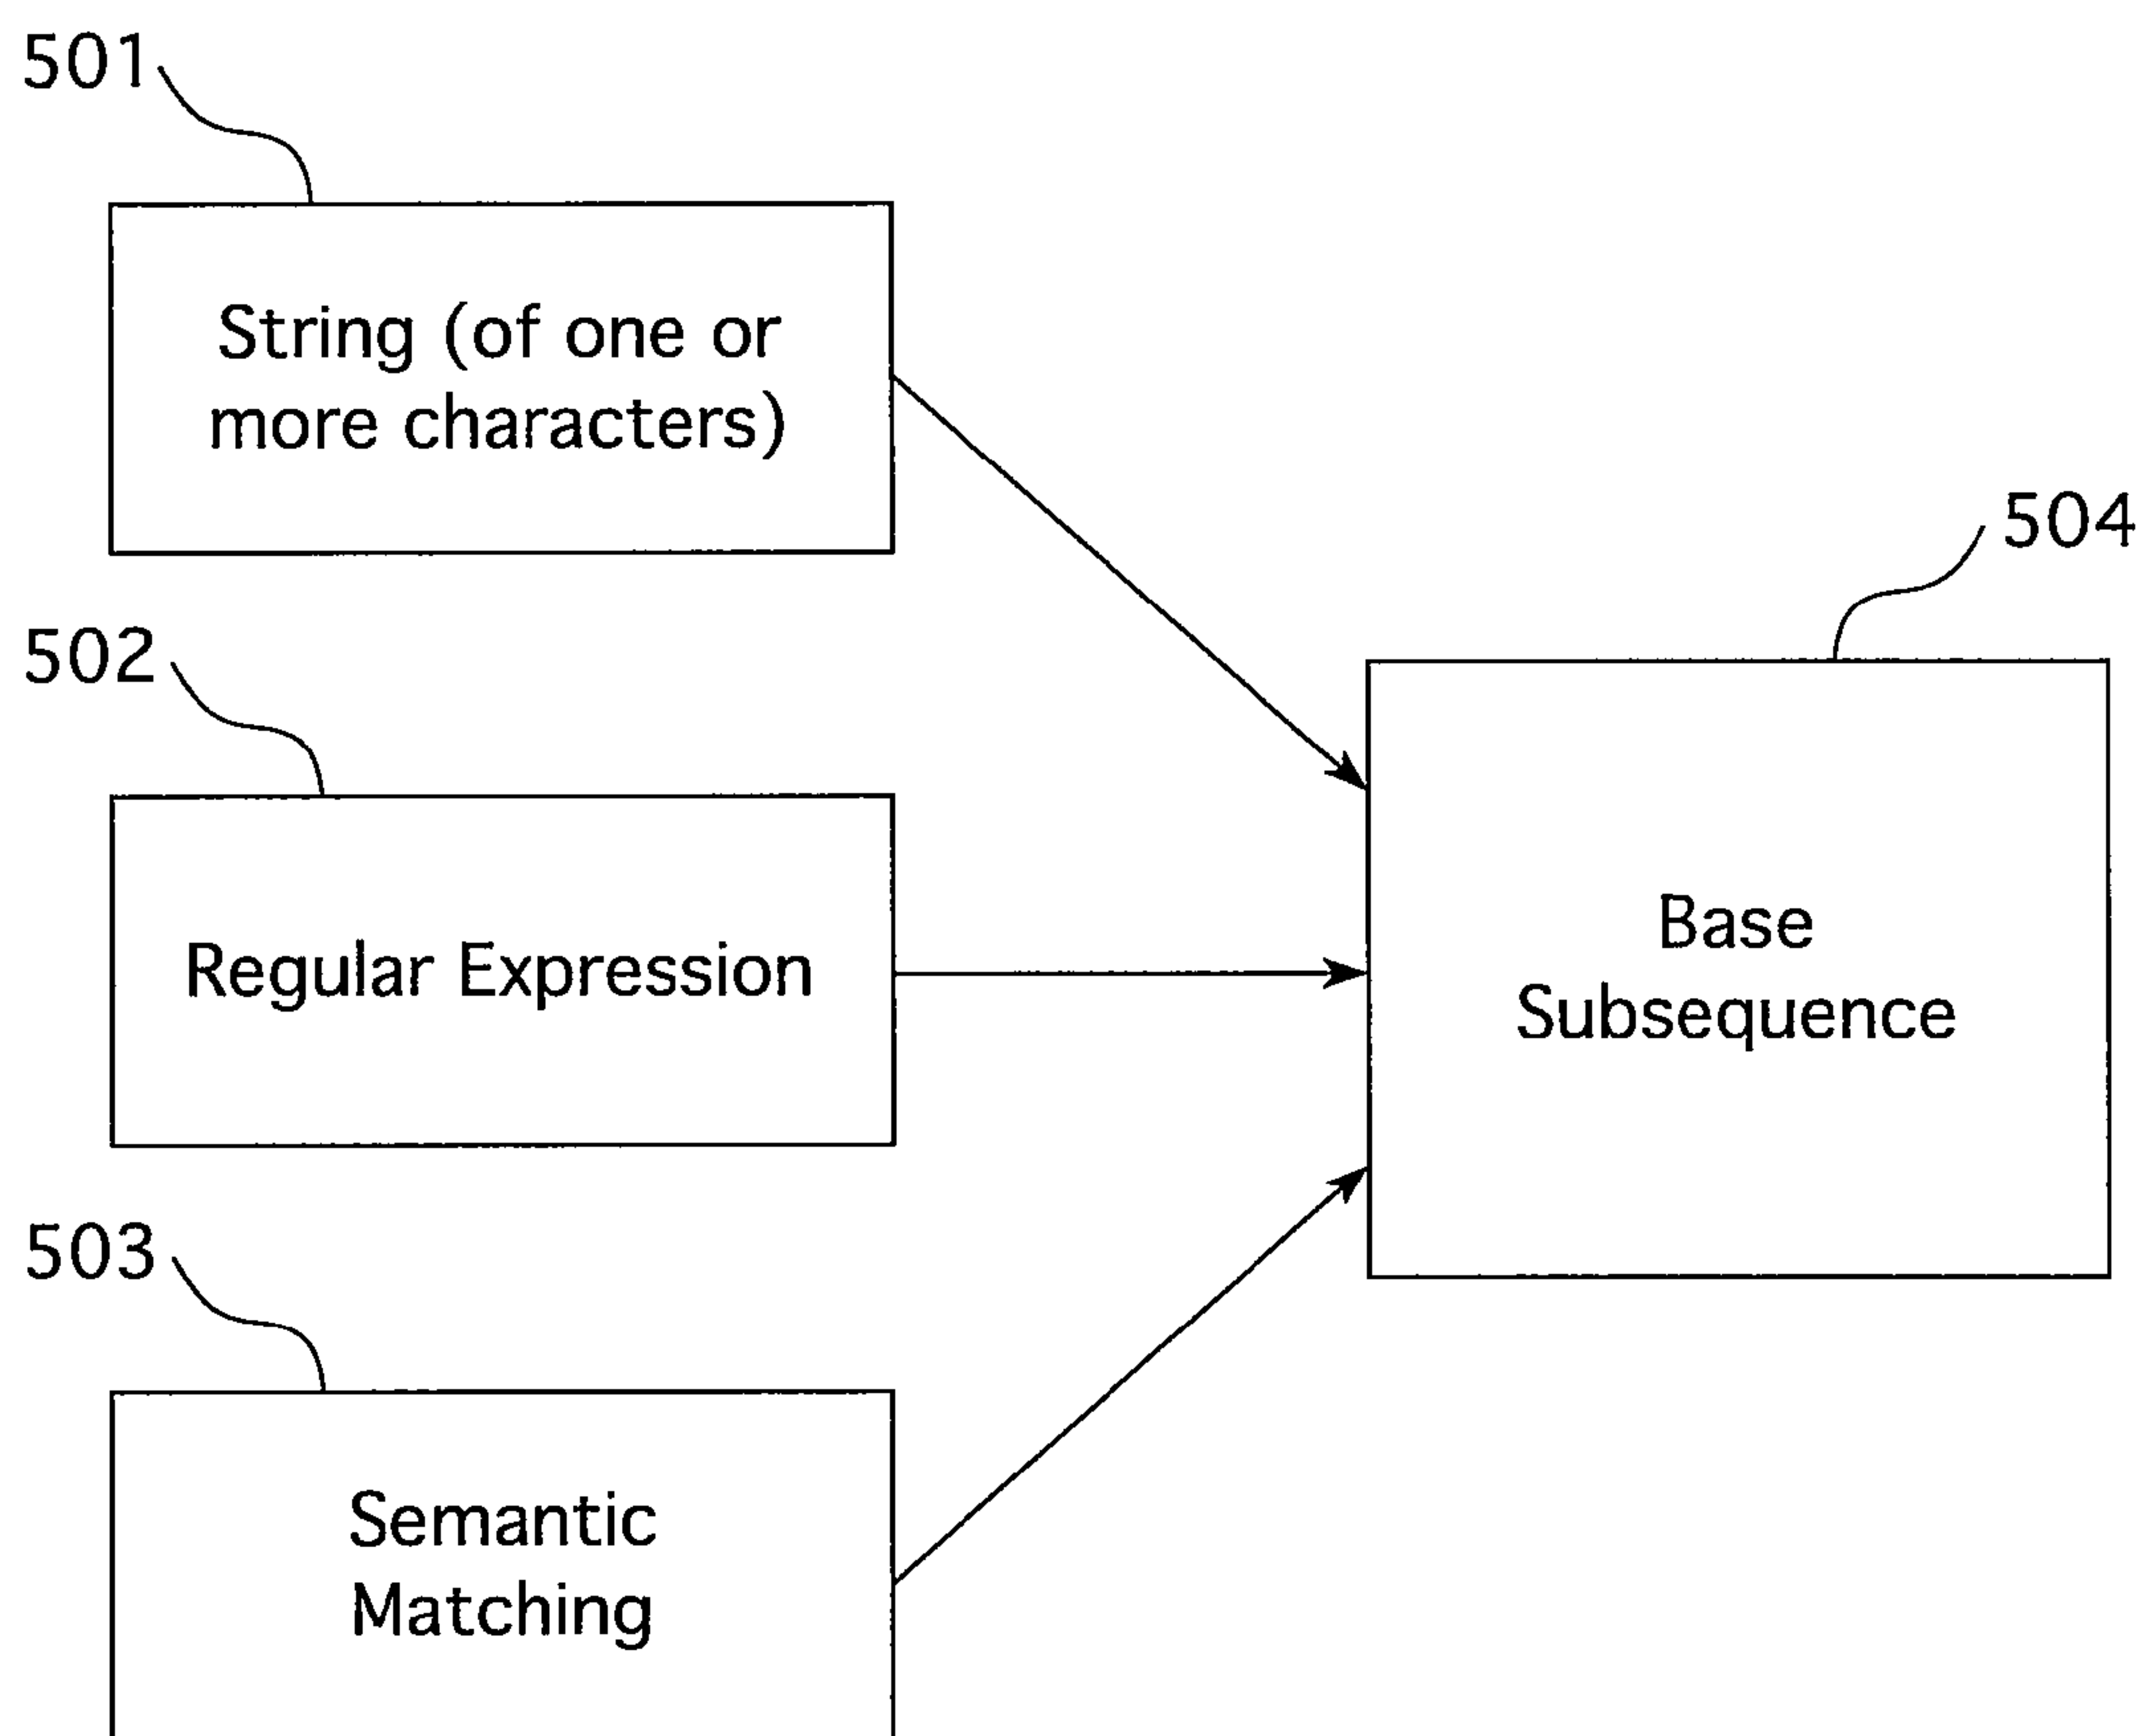 501
String (of one or
more characters)
504
502
Regular Expression
Base
Subsequence
503
Semantic
Matching